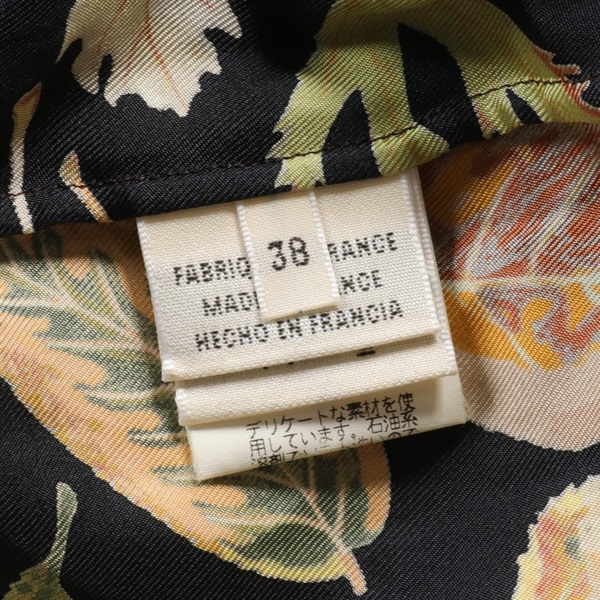 38
FABRIQ RANCE
MADE NCE
HECHO EN FRANCIA
デリケートな素材を使
用しています。石油系